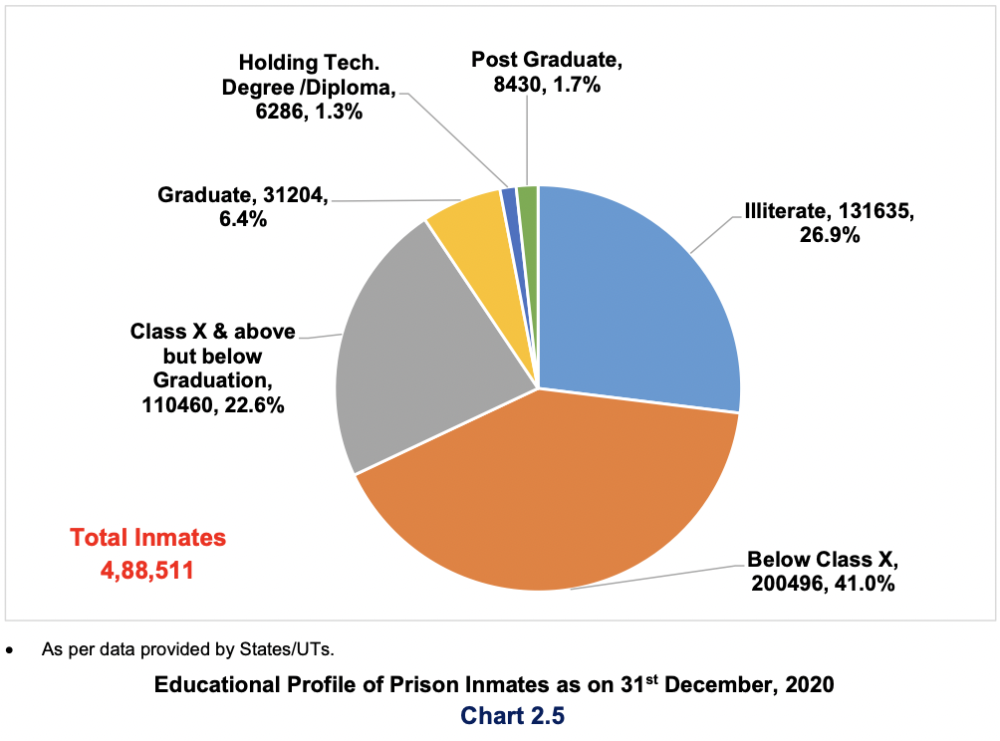 Holding Tech.
Degree /Diploma,
6286, 1.3%
Post Graduate,
8430, 1.7%
Graduate, 31204,
6.4%
Illiterate, 131635,
26.9%
Class X & above
but below
Graduation,
110460, 22.6%
Total Inmates
4,88,511
Below Class X,
200496, 41.0%
• As per data provided by States/UTs.
Educational Profile of Prison Inmates as on 31st December, 2020
Chart 2.5